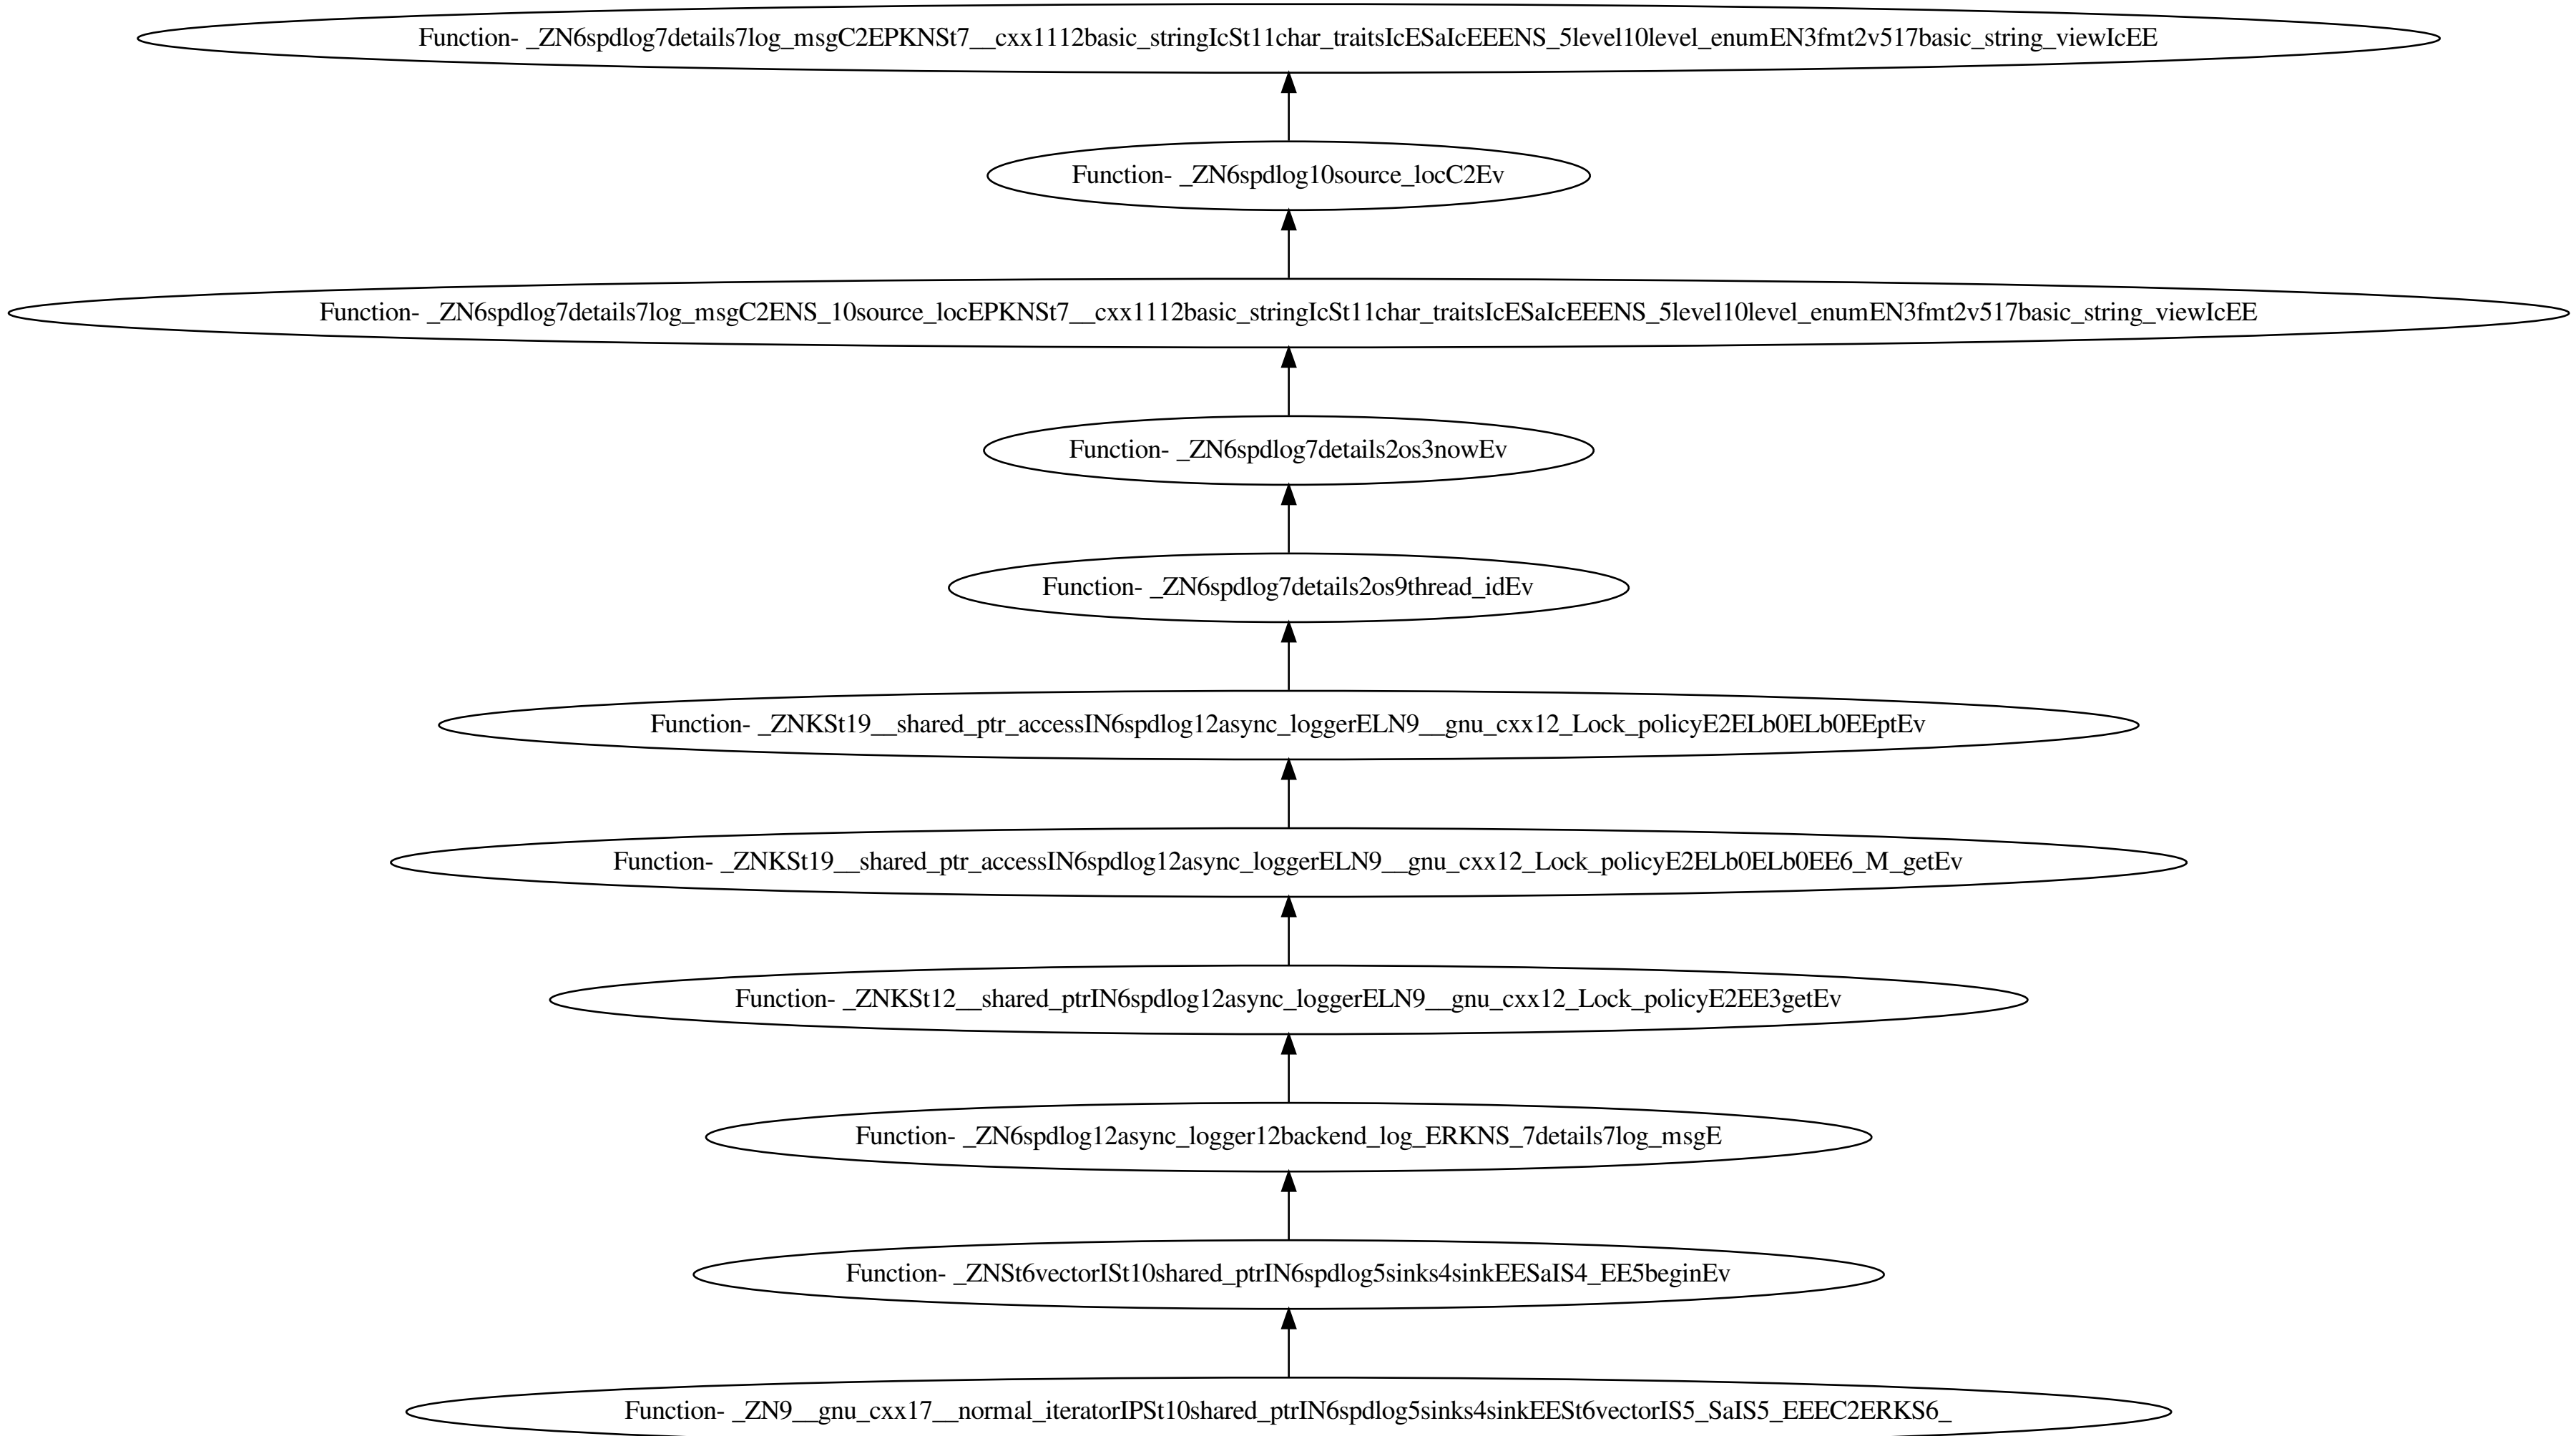 Function- _ZN6spdlog7details7log_msgC2EPKNSt7__cxx1112basic_stringIcSt11char_traitsIcESaIcEEENS_5level10level_enumEN3fmt2v517basic_string_viewIcEE
Function- _ZN6spdlog10source_locC2Ev
Function- _ZN6spdlog7details7log_msgC2ENS_10source_locEPKNSt7__cxx1112basic_stringIcSt11char_traitsIcESaIcEEENS_5level10level_enumEN3fmt2v517basic_string_viewIcEE
Function- _ZN6spdlog7details2os3nowEv
Function- _ZN6spdlog7details2os9thread_idEv
Function- _ZNKSt19__shared_ptr_accessIN6spdlog12async_loggerELN9__gnu_cxx12_Lock_policyE2ELb0ELb0EEptEv
Function- _ZNKSt19__shared_ptr_accessIN6spdlog12async_loggerELN9__gnu_cxx12_Lock_policyE2ELb0ELb0EE6_M_getEv
Function- _ZNKSt12__shared_ptrIN6spdlog12async_loggerELN9__gnu_cxx12_Lock_policyE2EE3getEv
Function- _ZN6spdlog12async_logger12backend_log_ERKNS_7details7log_msgE
Function- _ZNSt6vectorISt10shared_ptrIN6spdlog5sinks4sinkEESaIS4_EE5beginEv
Function- _ZN9__gnu_cxx17__normal_iteratorIPSt10shared_ptrIN6spdlog5sinks4sinkEESt6vectorIS5_SaIS5_EEEC2ERKS6_